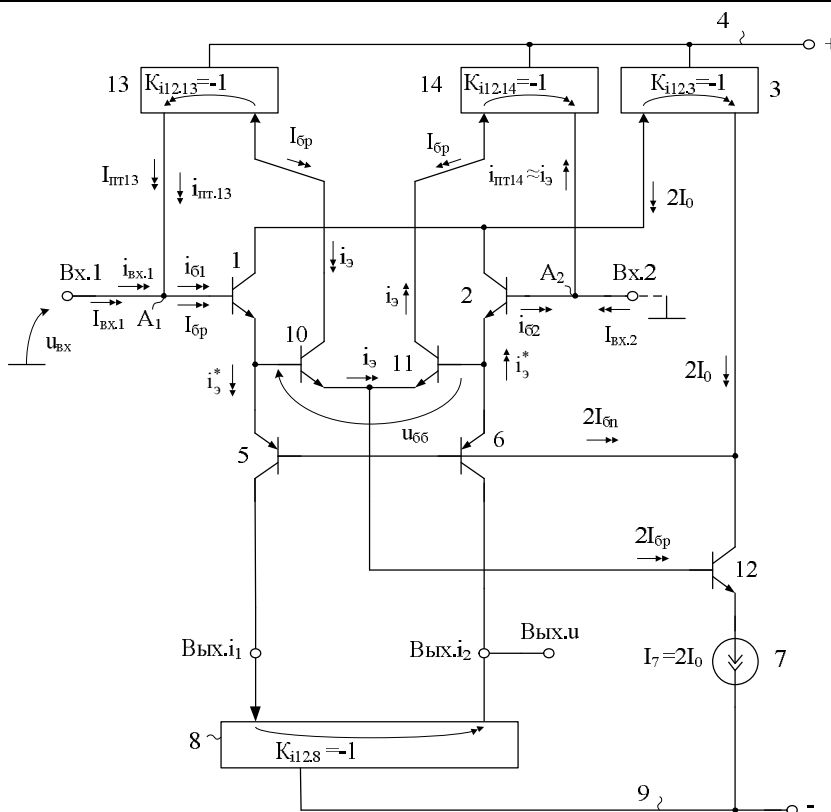 4
+
13
Ki12.13=-1
14
Ki12.14=-1
Ki12.3=-1
3
Iбр
Iбр
Iпт13
iпт.13
iпт14≈iэ
2I0
Вх.1
iвх.1
iб1
1
iэ
iэ
2
A2
Вх.2
Iвх.1
A1
Iбр
iб2
Iвх.2
uвх
10
iэ
11
iэ*
iэ*
2I0
uбб
5
6
2Iбп
2Iбр
12
Вых.i1
Вых.i2
Вых.u
I7=2I0
7
8
Ki12.8=-1
9
-